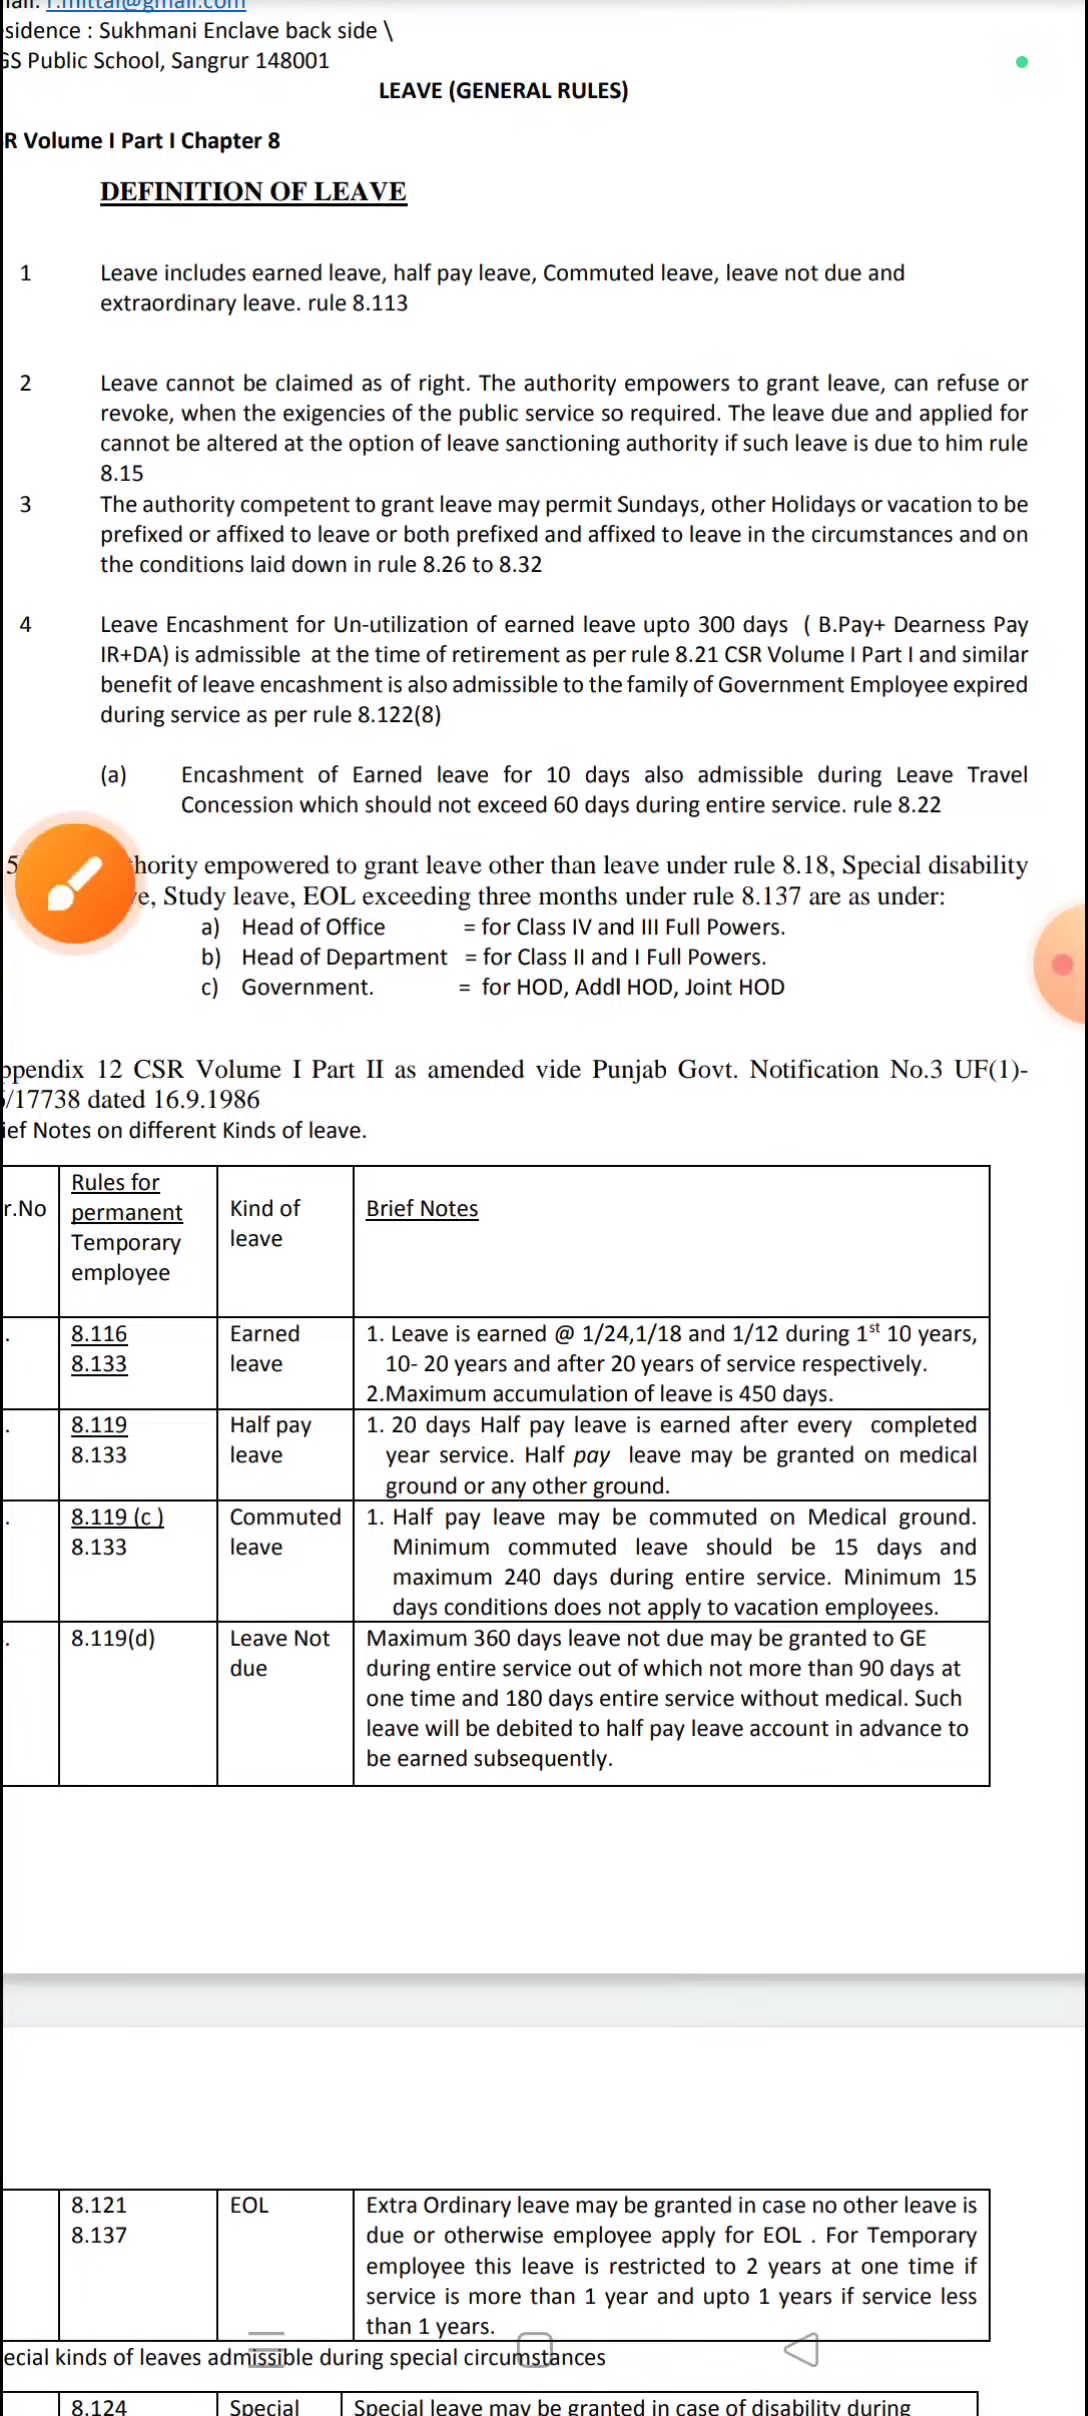 sidence : Sukhmani Enclave back side \
GS Public School, Sangrur 148001
LEAVE (GENERAL RULES)
R Volume I Part I Chapter 8
DEFINITION OF LEAVE
1 Leave includes earned leave, half pay leave, Commuted leave, leave not due and
extraordinary leave. rule 8.113
2 Leave cannot be claimed as of right. The authority empowers to grant leave, can refuse or
revoke, when the exigencies of the public service so required. The leave due and applied for
cannot be altered at the option of leave sanctioning authority if such leave is due to him rule
8.15
3 The authority competent to grant leave may permit Sundays, other Holidays or vacation to be
prefixed or affixed to leave or both prefixed and affixed to leave in the circumstances and on
the conditions laid down in rule 8.26 to 8.32
4 Leave Encashment for Un-utilization of earned leave upto 300 days ( B.Pay+ Dearness Pay
IR+DA) is admissible at the time of retirement as per rule 8.21 CSR Volume I Part I and similar
benefit of leave encashment is also admissible to the family of Government Employee expired
during service as per rule 8.122(8)
(a) Encashment of Earned leave for 10 days also admissible during Leave Travel
Concession which should not exceed 60 days during entire service. rule 8.22
5 hority empowered to grant leave other than leave under rule 8.18, Special disability
e, Study leave, EOL exceeding three months under rule 8.137 are as under:
a) Head of Office = for Class IV and III Full Powers.
b) Head of Department = for Class II and I Full Powers.
c) Government. = for HOD, Addl HOD, Joint HOD
ppendix 12 CSR Volume I Part II as amended vide Punjab Govt. Notification No.3 UF(1)-
/17738 dated 16.9.1986
ief Notes on different Kinds of leave.
r.No
Rules for
permanent
Temporary
employee
Kind of
leave
Brief Notes
.
8.116
8.133
Earned
leave
1. Leave is earned @ 1/24,1/18 and 1/12 during 1st 10 years,
10- 20 years and after 20 years of service respectively.
2.Maximum accumulation of leave is 450 days.
.
8.119
8.133
Half pay
leave
1. 20 days Half pay leave is earned after every completed
year service. Half pay leave may be granted on medical
ground or any other ground.
.
8.119 (c )
8.133
Commuted
leave
1. Half pay leave may be commuted on Medical ground.
Minimum commuted leave should be 15 days and
maximum 240 days during entire service. Minimum 15
days conditions does not apply to vacation employees.
.
8.119(d)
Leave Not
due
Maximum 360 days leave not due may be granted to GE
during entire service out of which not more than 90 days at
one time and 180 days entire service without medical. Such
leave will be debited to half pay leave account in advance to
be earned subsequently.
8.121
8.137
EOL
Extra Ordinary leave may be granted in case no other leave is
due or otherwise employee apply for EOL . For Temporary
employee this leave is restricted to 2 years at one time if
service is more than 1 year and upto 1 years if service less
than 1 years.
ecial kinds of leaves admissible during special circumstances
8.124
Special
Special leave may be granted in case of disability during